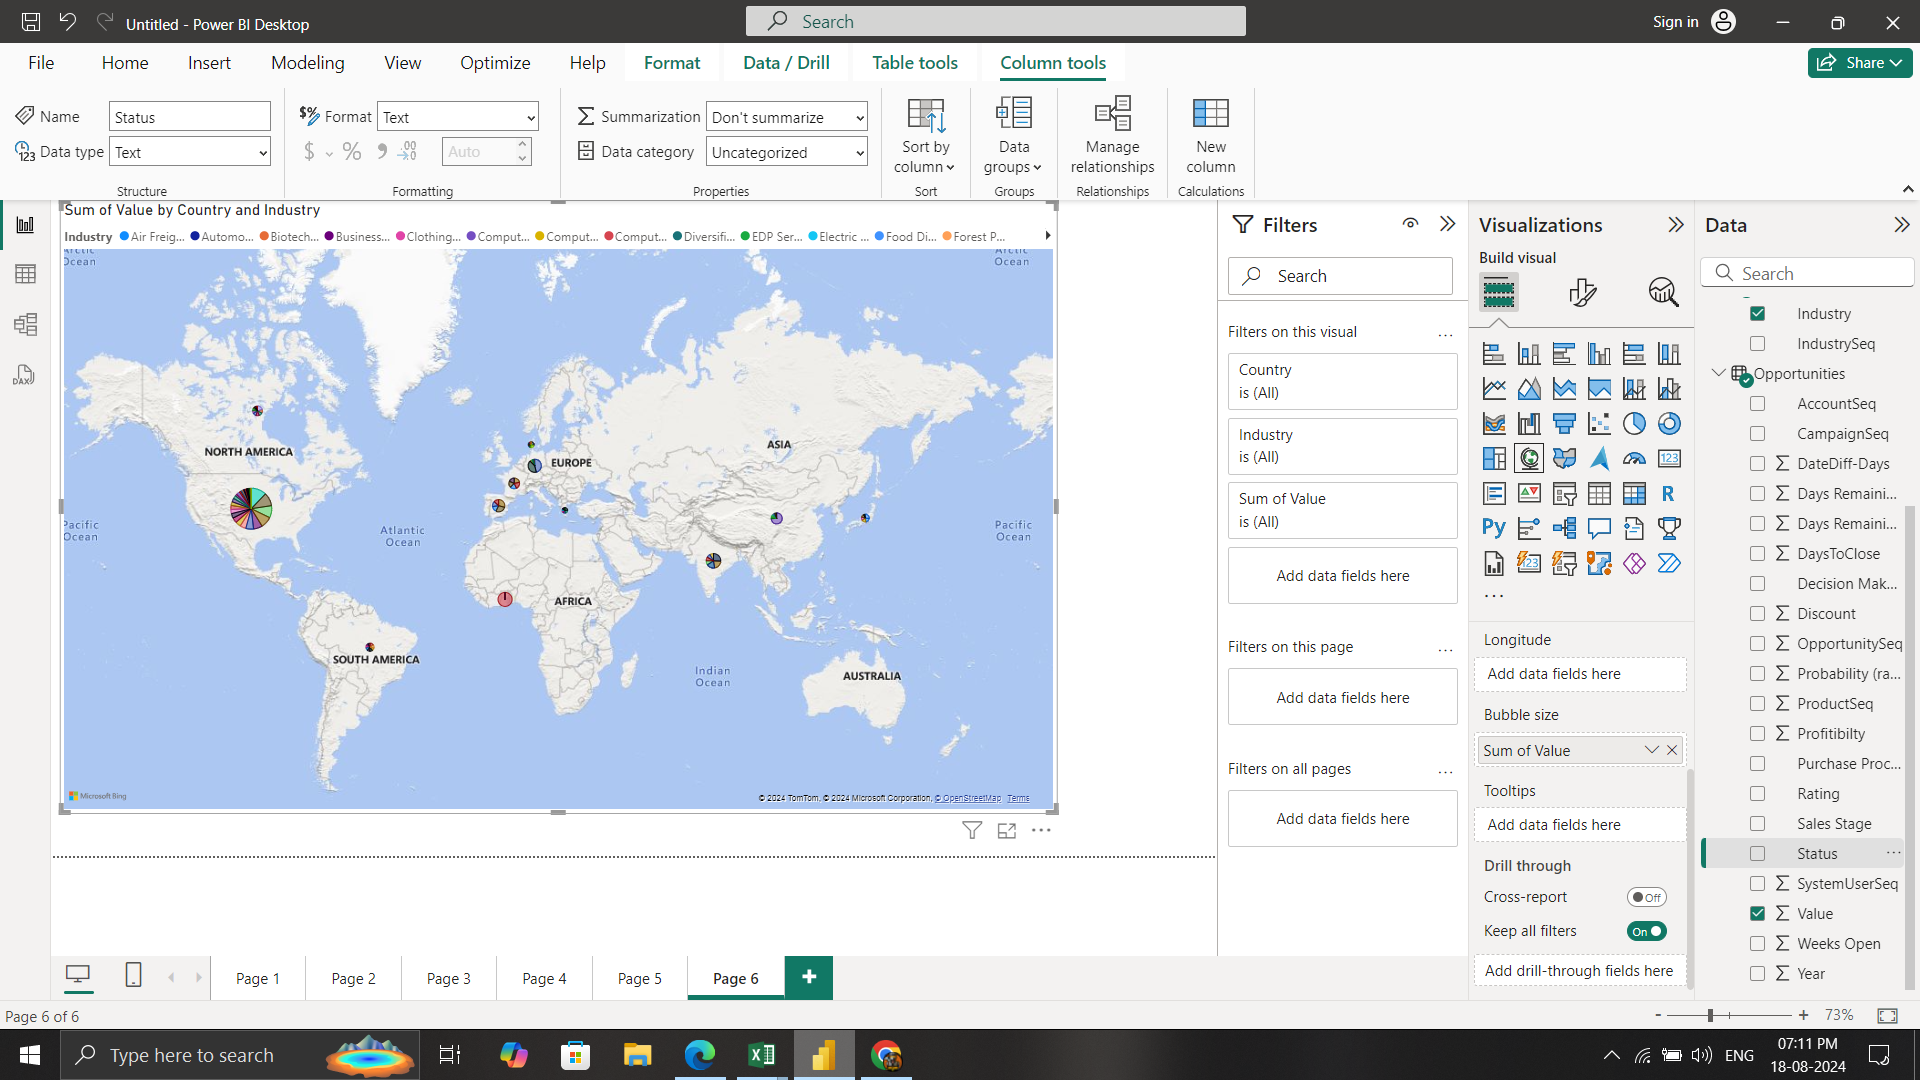 Untitled - Power BI Desktop
Search
Sign in
File Home Insert Modeling View Optimize Help Format Data / Drill Table tools Column tools
Share
Name Status
Data type Text
Structure
Format Text
$ % Auto
Formatting
Summarization Don't summarize
Data category Uncategorized
Properties
Sort by
column
Sort
Data
groups
Groups
Manage
relationships
Relationships
New
column
Calculations
Sum of Value by Country and Industry
Industry Air Freig... Automo... Biotech... Business... Clothing... Comput... Comput... Comput... Diversifi... EDP Ser... Electric ... Food Di... Forest P...
Arctic
Ocean
Arctic
Ocean
NORTH AMERICA
EUROPE
ASIA
Pacific
Ocean
Atlantic
Ocean
Pacific
Ocean
AFRICA
SOUTH AMERICA
Indian
Ocean
AUSTRALIA
Microsoft Bing
© 2024 TomTom, © 2024 Microsoft Corporation, © OpenStreetMap Terms
Filters
Search
Filters on this visual
Country
is (All)
Industry
is (All)
Sum of Value
is (All)
Add data fields here
Filters on this page
Add data fields here
Filters on all pages
Add data fields here
Visualizations
Build visual
123
R
Py
123
Longitude
Add data fields here
Bubble size
Sum of Value
Tooltips
Add data fields here
Drill through
Cross-report Off
Keep all filters On
Add drill-through fields here
Data
Search
Industry
IndustrySeq
Opportunities
AccountSeq
CampaignSeq
DateDiff-Days
Days Remaini...
Days Remaini...
DaysToClose
Decision Mak...
Discount
OpportunitySeq
Probability (ra...
ProductSeq
Profitibilty
Purchase Proc...
Rating
Sales Stage
Status
SystemUserSeq
Value
Weeks Open
Year
Page 1 Page 2 Page 3 Page 4 Page 5 Page 6
Page 6 of 6
- + 73%
Type here to search
ENG
07:11 PM
18-08-2024